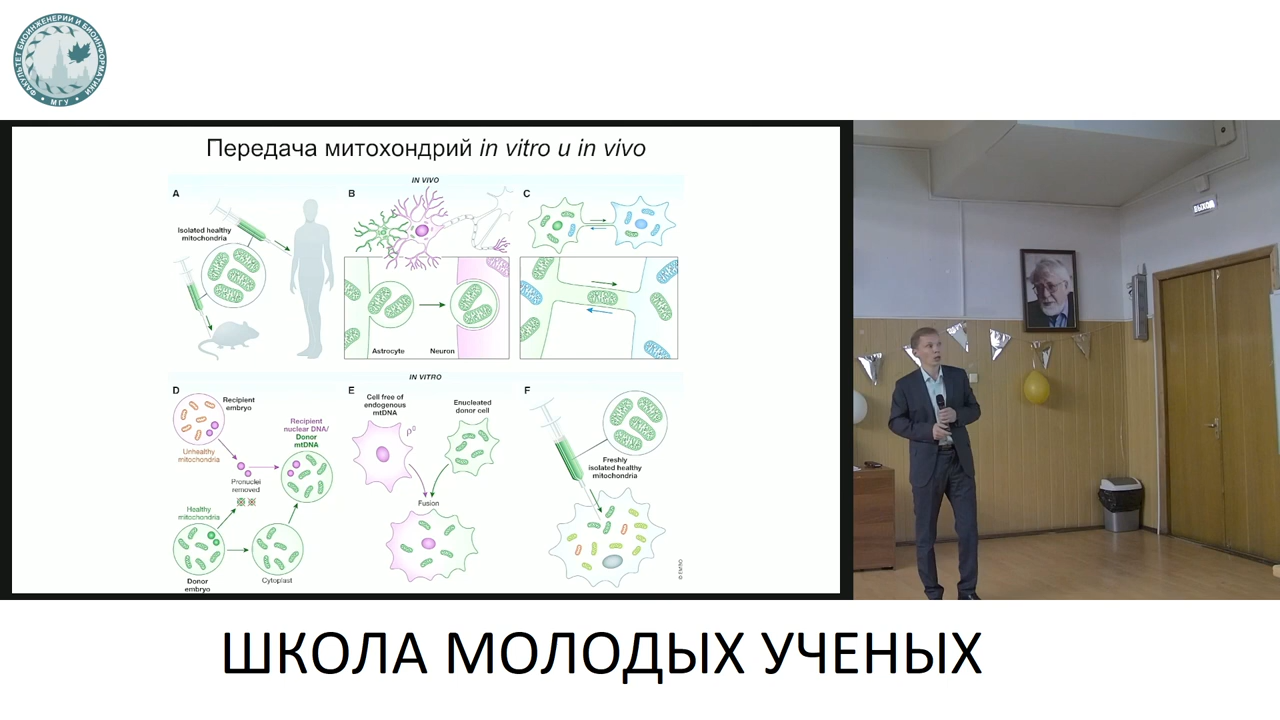 ФАКУЛЬТЕТ БИОИНЖЕНЕРИИ И БИОИНФОРМАТИКИ
МГУ
Передача митохондрий in vitro и in vivo
IN VIVO
A
B
C
Isolated healthy
mitochondria
Astrocyte
Neuron
IN VITRO
D
E
F
Recipient
embryo
Unhealthy
mitochondria
Recipient
nuclear DNA/
Donor
mtDNA
Pronuclei
removed
Healthy
mitochondria
Donor
embryo
Cytoplast
Cell free of
endogenous
mtDNA
ρ⁰
Enucleated
donor cell
Fusion
Freshly
isolated healthy
mitochondria
© EMBO
ВЫХОД
ШКОЛА МОЛОДЫХ УЧЕНЫХ